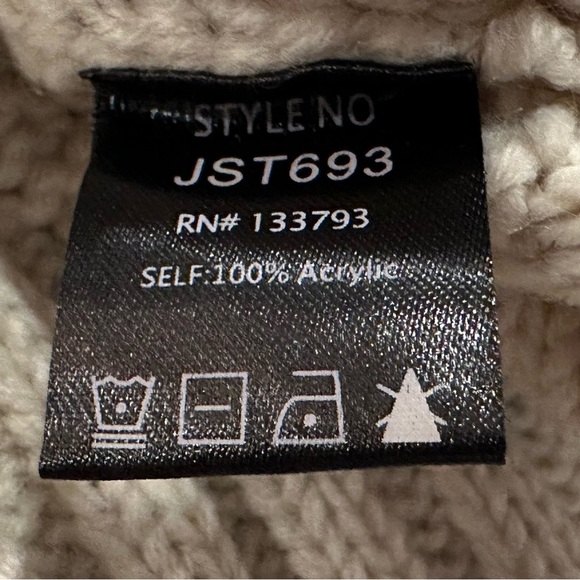 STYLE NO
JST693
RN# 133793
SELF:100% Acrylic